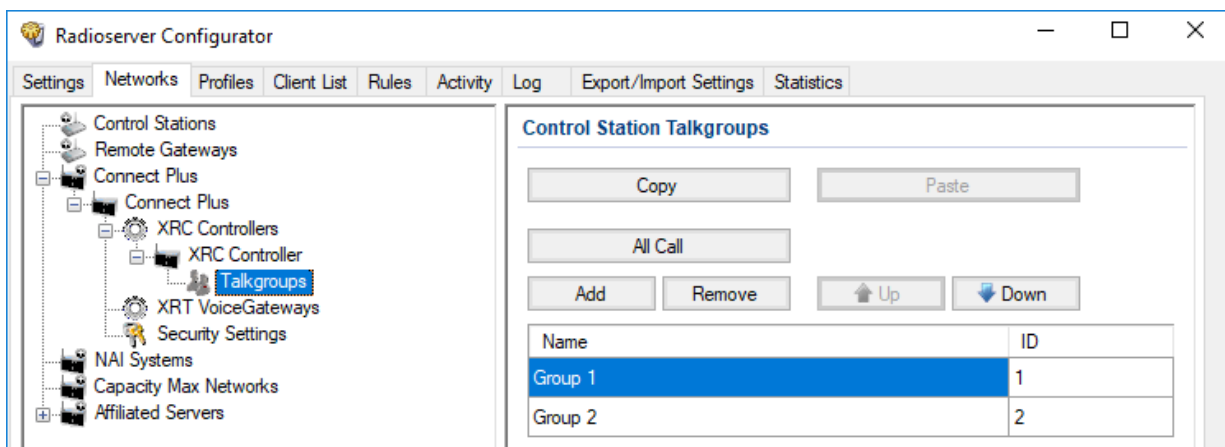 Radioserver Configurator
Settings Networks Profiles Client List Rules Activity Log Export/Import Settings Statistics
Control Stations
Remote Gateways
Connect Plus
Connect Plus
XRC Controllers
XRC Controller
Talkgroups
XRT VoiceGateways
Security Settings
NAI Systems
Capacity Max Networks
Affiliated Servers
Control Station Talkgroups
Copy Paste
All Call
Add Remove Up Down
Name ID
Group 1 1
Group 2 2